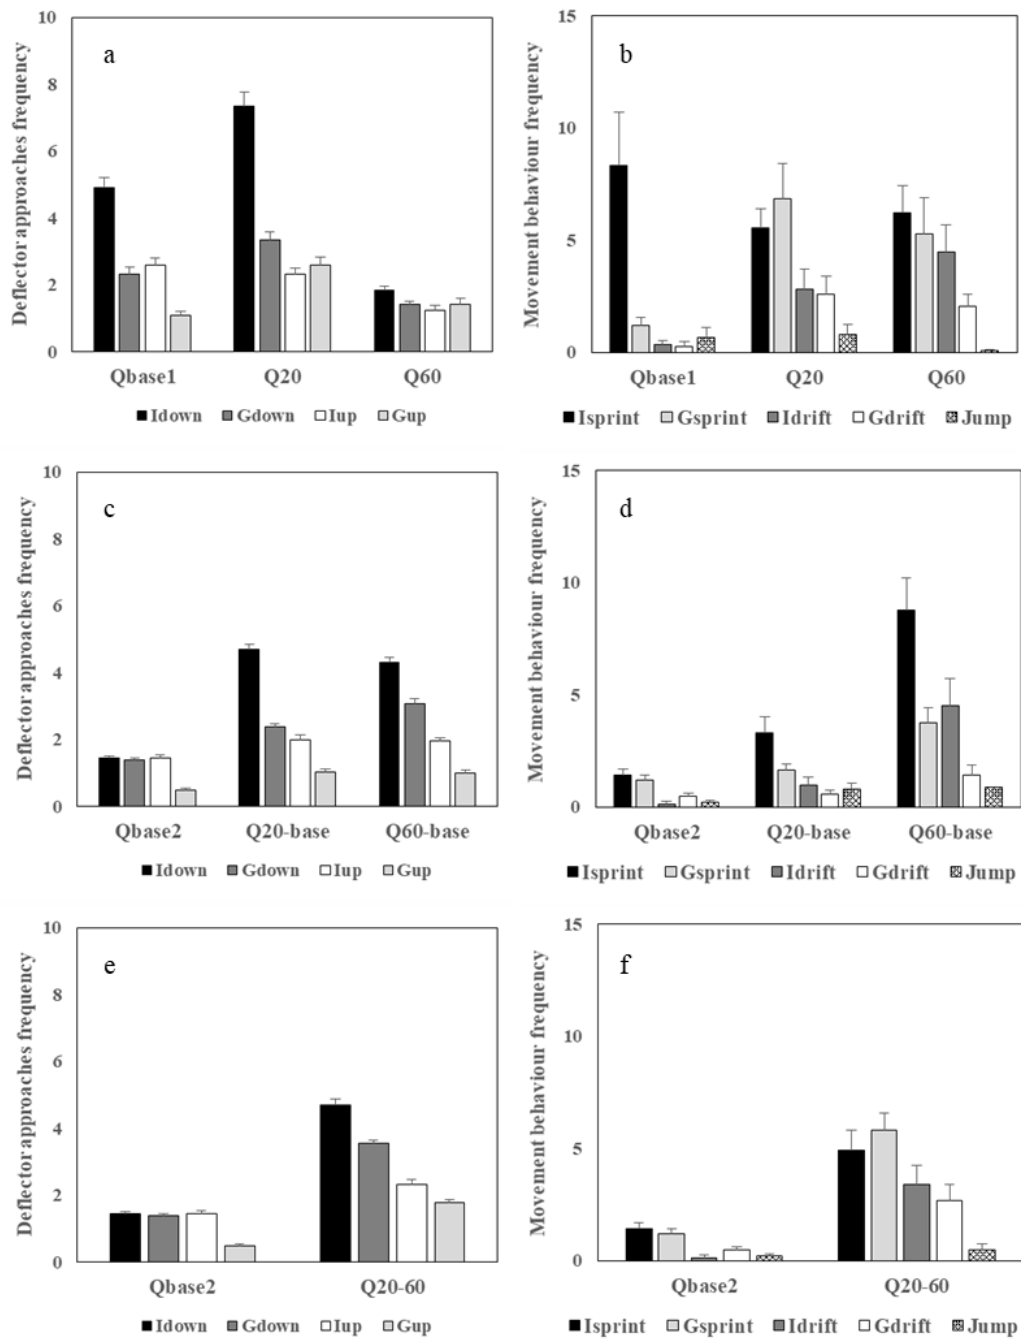 a
Deflector approaches frequency
10
8
6
4
2
0
Qbase1 Q20 Q60
Idown Gdown Iup Gup
b
Movement behaviour frequency
15
10
5
0
Qbase1 Q20 Q60
Isprint Gsprint Idrift Gdrift Jump
c
Deflector approaches frequency
10
8
6
4
2
0
Qbase2 Q20-base Q60-base
Idown Gdown Iup Gup
d
Movement behaviour frequency
15
10
5
0
Qbase2 Q20-base Q60-base
Isprint Gsprint Idrift Gdrift Jump
e
Deflector approaches frequency
10
8
6
4
2
0
Qbase2 Q20-60
Idown Gdown Iup Gup
f
Movement behaviour frequency
15
10
5
0
Qbase2 Q20-60
Isprint Gsprint Idrift Gdrift Jump